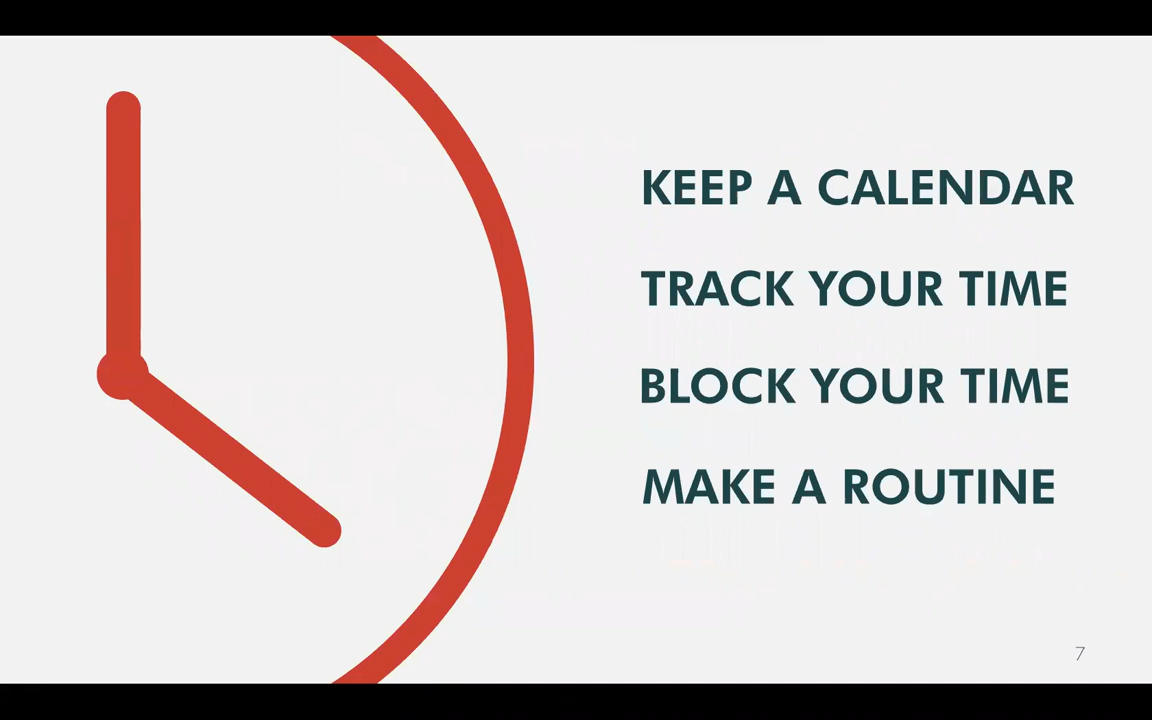 KEEP A CALENDAR
TRACK YOUR TIME
BLOCK YOUR TIME
MAKE A ROUTINE
7